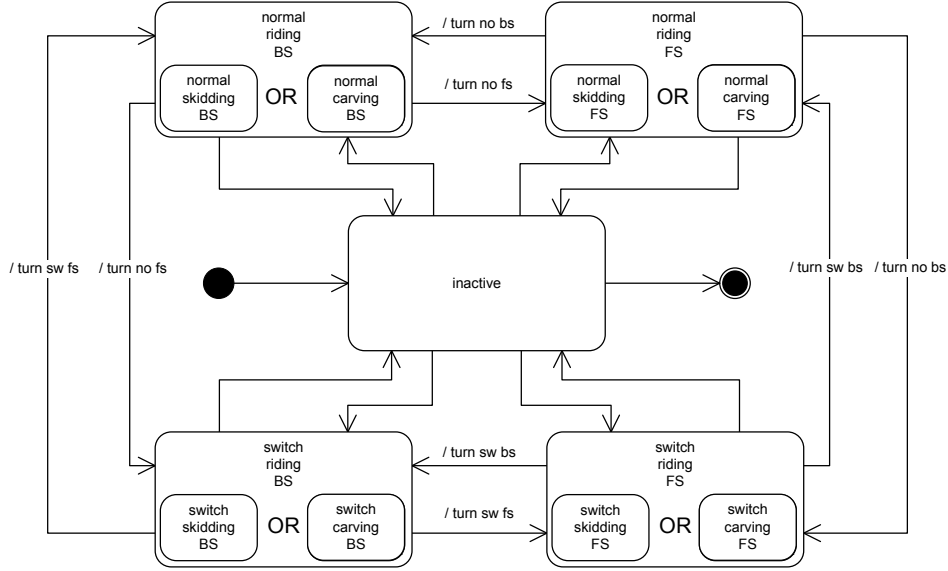 normal
riding
BS
normal
skidding
BS
OR
normal
carving
BS
/ turn no bs
/ turn no fs
normal
riding
FS
normal
skidding
FS
OR
normal
carving
FS
/ turn sw fs
/ turn no fs
inactive
/ turn sw bs
/ turn no bs
switch
riding
BS
switch
skidding
BS
OR
switch
carving
BS
/ turn sw bs
/ turn sw fs
switch
riding
FS
switch
skidding
FS
OR
switch
carving
FS